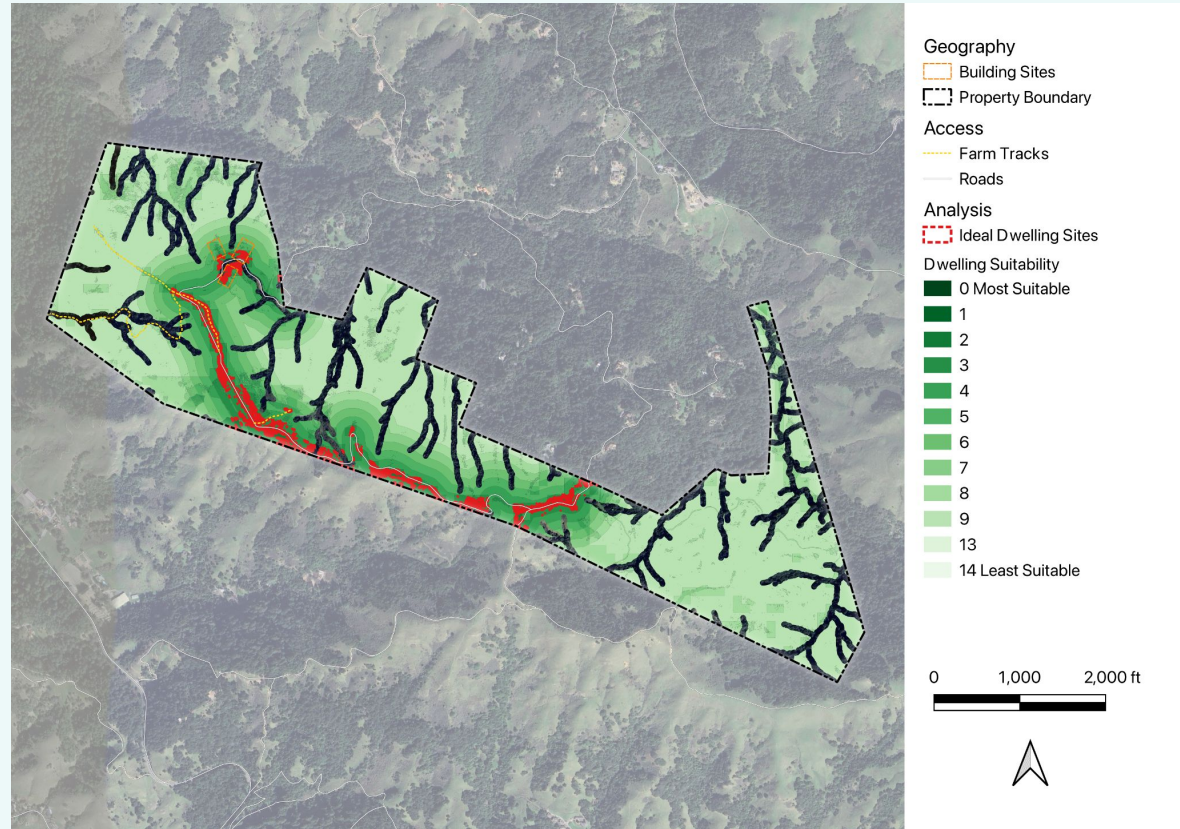 Geography
Building Sites
Property Boundary
Access
Farm Tracks
Roads
Analysis
Ideal Dwelling Sites
Dwelling Suitability
0 Most Suitable
1
2
3
4
5
6
7
8
9
13
14 Least Suitable
0 1,000 2,000 ft